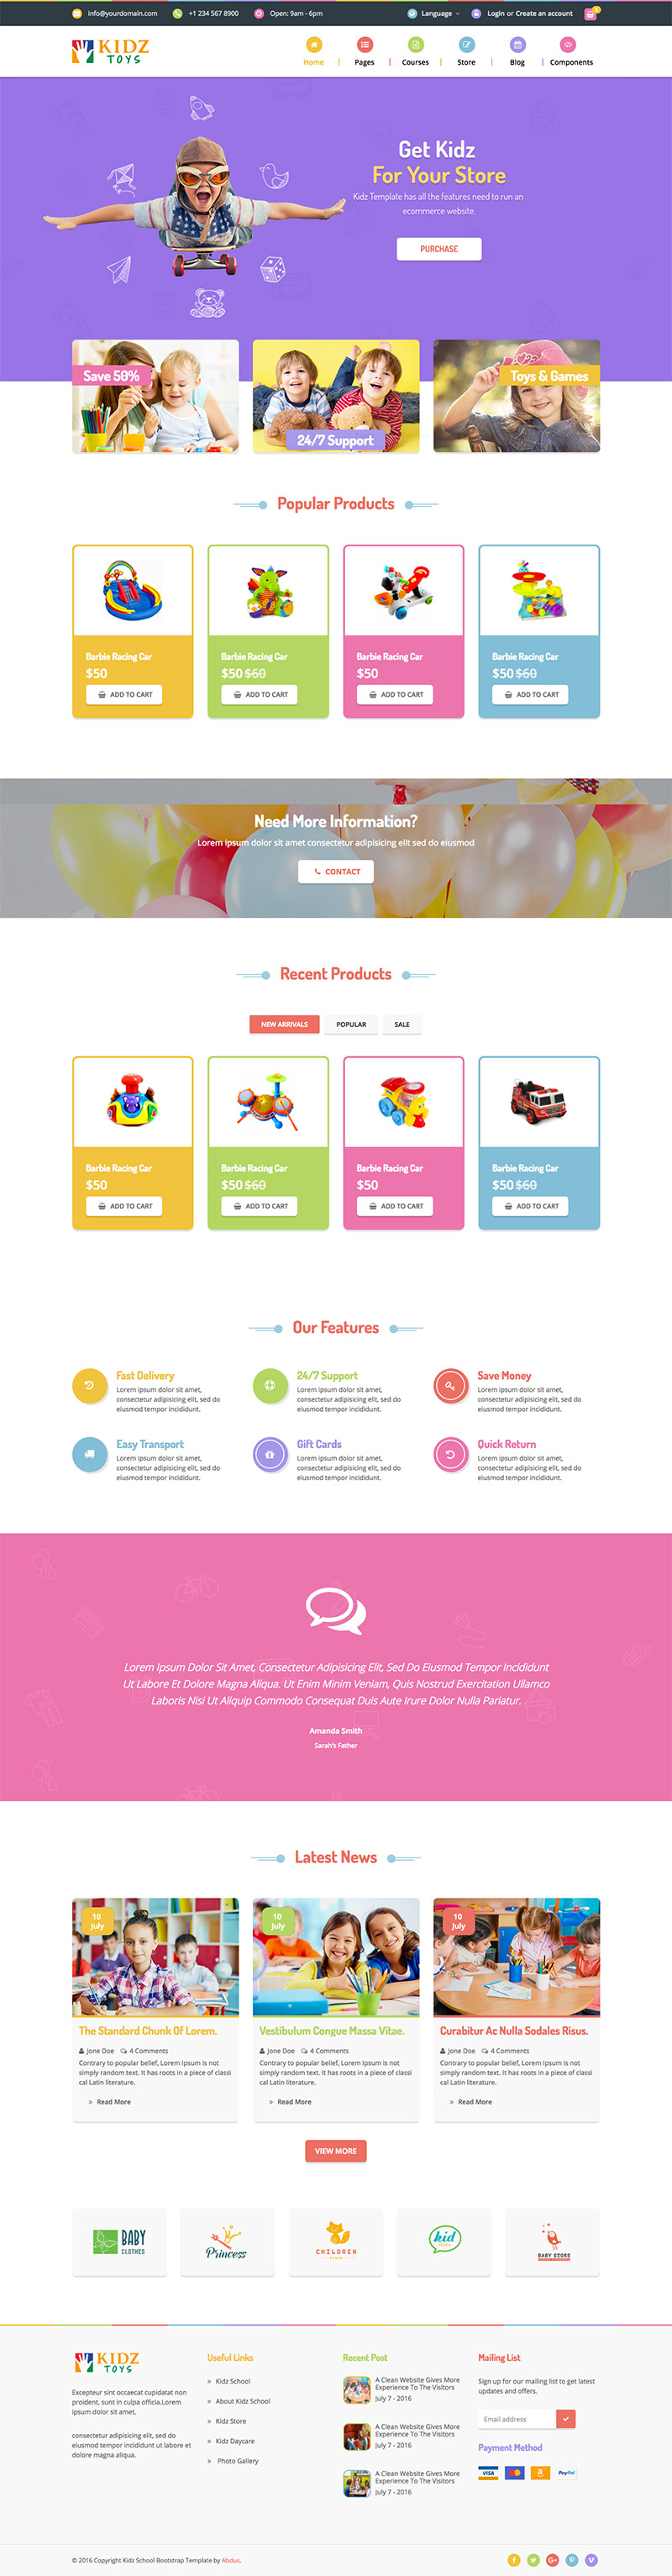 info@yourdomain.com
+1 234 567 8900
Open: 9am - 6pm
Language
Login or Create an account
KIDZ
TOYS
Home
Pages
Courses
Store
Blog
Components
Get Kidz
For Your Store
Kidz Template has all the features need to run an
ecommerce website.
PURCHASE
Save 50%
24/7 Support
Toys & Games
Popular Products
Barbie Racing Car
$50
ADD TO CART
Barbie Racing Car
$50 $60
ADD TO CART
Barbie Racing Car
$50
ADD TO CART
Barbie Racing Car
$50 $60
ADD TO CART
Need More Information?
Lorem ipsum dolor sit amet consectetur adipisicing elit sed do eiusmod
CONTACT
Recent Products
NEW ARRIVALS
POPULAR
SALE
Barbie Racing Car
$50
ADD TO CART
Barbie Racing Car
$50 $60
ADD TO CART
Barbie Racing Car
$50
ADD TO CART
Barbie Racing Car
$50 $60
ADD TO CART
Our Features
Fast Delivery
Lorem ipsum dolor sit amet,
consectetur adipisicing elit, sed do
eiusmod tempor incididunt.
24/7 Support
Lorem ipsum dolor sit amet,
consectetur adipisicing elit, sed do
eiusmod tempor incididunt.
Save Money
Lorem ipsum dolor sit amet,
consectetur adipisicing elit, sed do
eiusmod tempor incididunt.
Easy Transport
Lorem ipsum dolor sit amet,
consectetur adipisicing elit, sed do
eiusmod tempor incididunt.
Gift Cards
Lorem ipsum dolor sit amet,
consectetur adipisicing elit, sed do
eiusmod tempor incididunt.
Quick Return
Lorem ipsum dolor sit amet,
consectetur adipisicing elit, sed do
eiusmod tempor incididunt.
Lorem Ipsum Dolor Sit Amet, Consectetur Adipisicing Elit, Sed Do Eiusmod Tempor Incididunt
Ut Labore Et Dolore Magna Aliqua. Ut Enim Minim Veniam, Quis Nostrud Exercitation Ullamco
Laboris Nisi Ut Aliquip Commodo Consequat Duis Aute Irure Dolor Nulla Pariatur.
Amanda Smith
Sarah's Father
Latest News
10
July
The Standard Chunk Of Lorem.
Jone Doe 4 Comments
Contrary to popular belief, Lorem Ipsum is not
simply random text. It has roots in a piece of classi
cal Latin literature.
» Read More
10
July
Vestibulum Congue Massa Vitae.
Jone Doe 4 Comments
Contrary to popular belief, Lorem Ipsum is not
simply random text. It has roots in a piece of classi
cal Latin literature.
» Read More
10
July
Curabitur Ac Nulla Sodales Risus.
Jone Doe 4 Comments
Contrary to popular belief, Lorem Ipsum is not
simply random text. It has roots in a piece of classi
cal Latin literature.
» Read More
VIEW MORE
BABY
CLOTHES
Princess
CHILDREN
kid
BABY STORE
KIDZ
TOYS
Excepteur sint occaecat cupidatat non
proident, sunt in culpa officia.Lorem
ipsum dolor sit amet.
consectetur adipisicing elit, sed do
eiusmod tempor incididunt ut labore et
dolore magna aliqua.
Useful Links
» Kidz School
» About Kidz School
» Kidz Store
» Kidz Daycare
» Photo Gallery
Recent Post
A Clean Website Gives More
Experience To The Visitors
July 7 - 2016
A Clean Website Gives More
Experience To The Visitors
July 7 - 2016
A Clean Website Gives More
Experience To The Visitors
July 7 - 2016
Mailing List
Sign up for our mailing list to get latest
updates and offers.
Email address
Payment Method
VISA
PayPal
© 2016 Copyright Kidz School Bootstrap Template by Abdus.